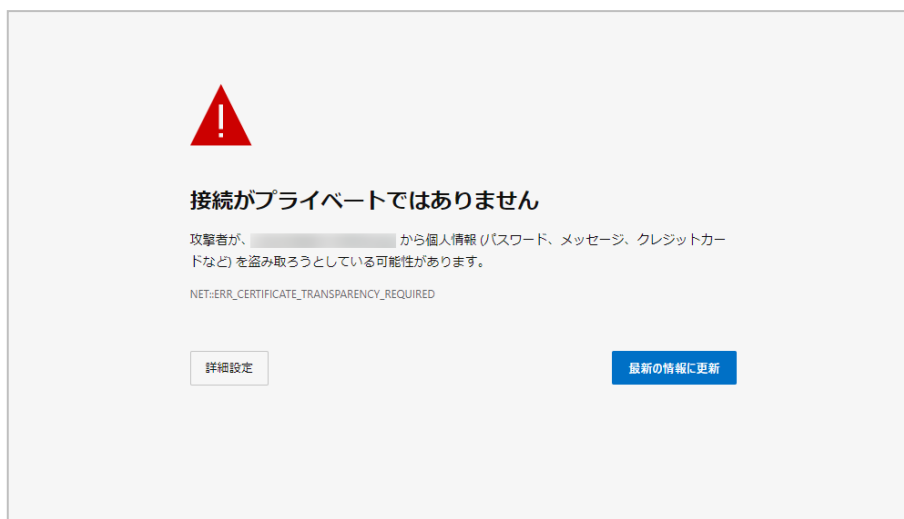 接続がプライベートではありません
攻撃者が、 から個人情報 (パスワード、メッセージ、クレジットカー
ドなど) を盗み取ろうとしている可能性があります。
NET::ERR_CERTIFICATE_TRANSPARENCY_REQUIRED
詳細設定
最新の情報に更新